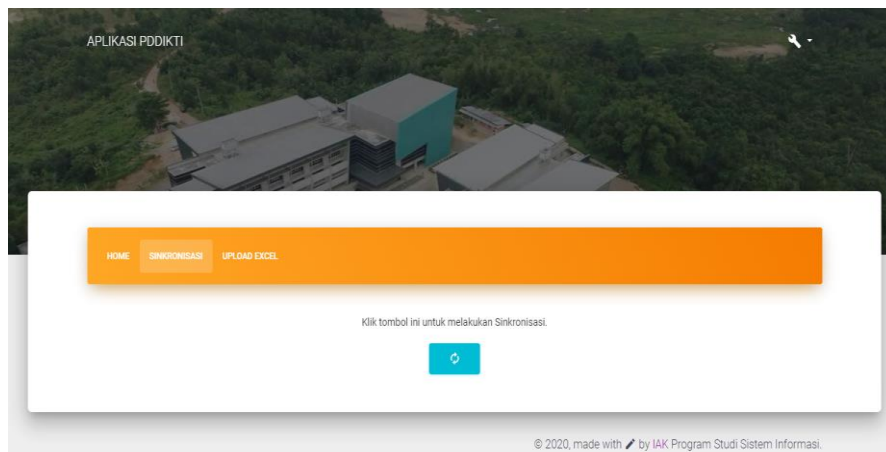 APLIKASI PDDIKTI
HOME SINKRONISASI UPLOAD EXCEL
Klik tombol ini untuk melakukan Sinkronisasi.
© 2020, made with by IAK Program Studi Sistem Informasi.